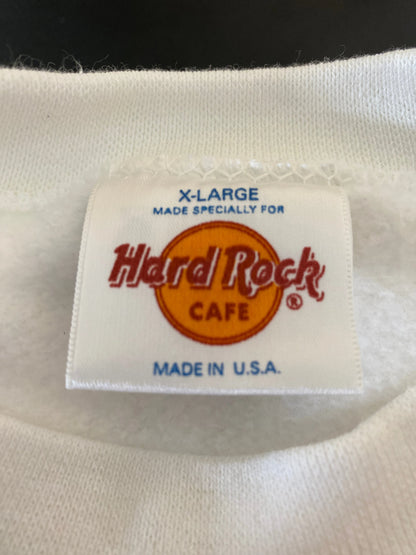 X-LARGE
MADE SPECIALLY FOR
Hard Rock
CAFE ®
MADE IN U.S.A.